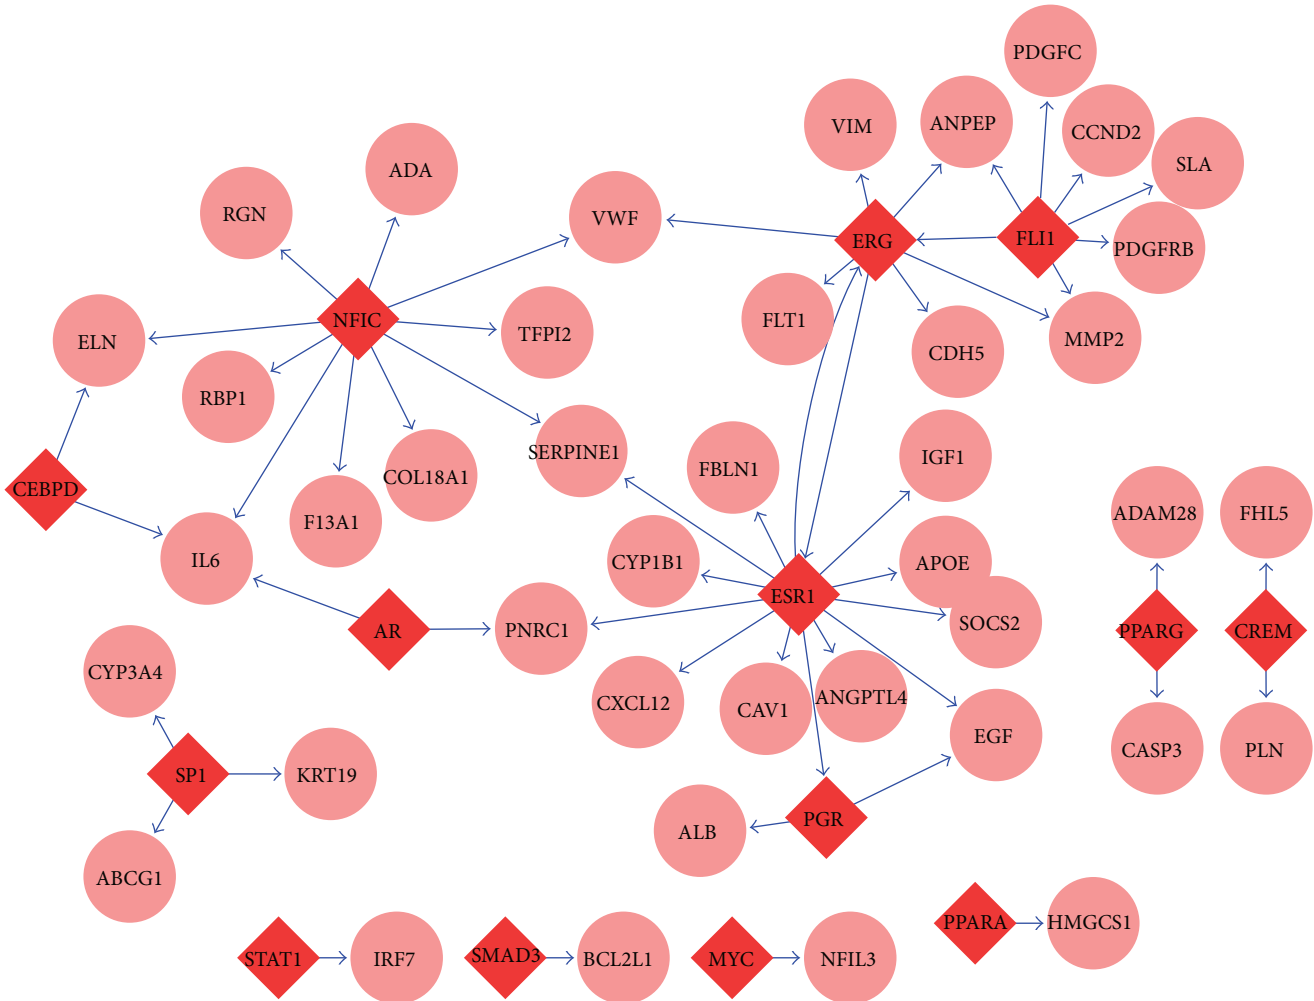 PDGFC
VIM
ANPEP
CCND2
SLA
ADA
RGN
VWF
ERG
FLI1
PDGFRB
NFIC
TFPI2
FLT1
CDH5
MMP2
ELN
RBP1
SERPINE1
FBLN1
IGF1
COL18A1
CEBPD
F13A1
ADAM28
FHL5
IL6
CYP1B1
APOE
ESR1
AR
PNRC1
SOCS2
PPARG
CREM
CYP3A4
CXCL12
CAV1
ANGPTL4
EGF
CASP3
PLN
SP1
KRT19
ALB
PGR
ABCG1
PPARA
HMGCS1
STAT1
IRF7
SMAD3
BCL2L1
MYC
NFIL3